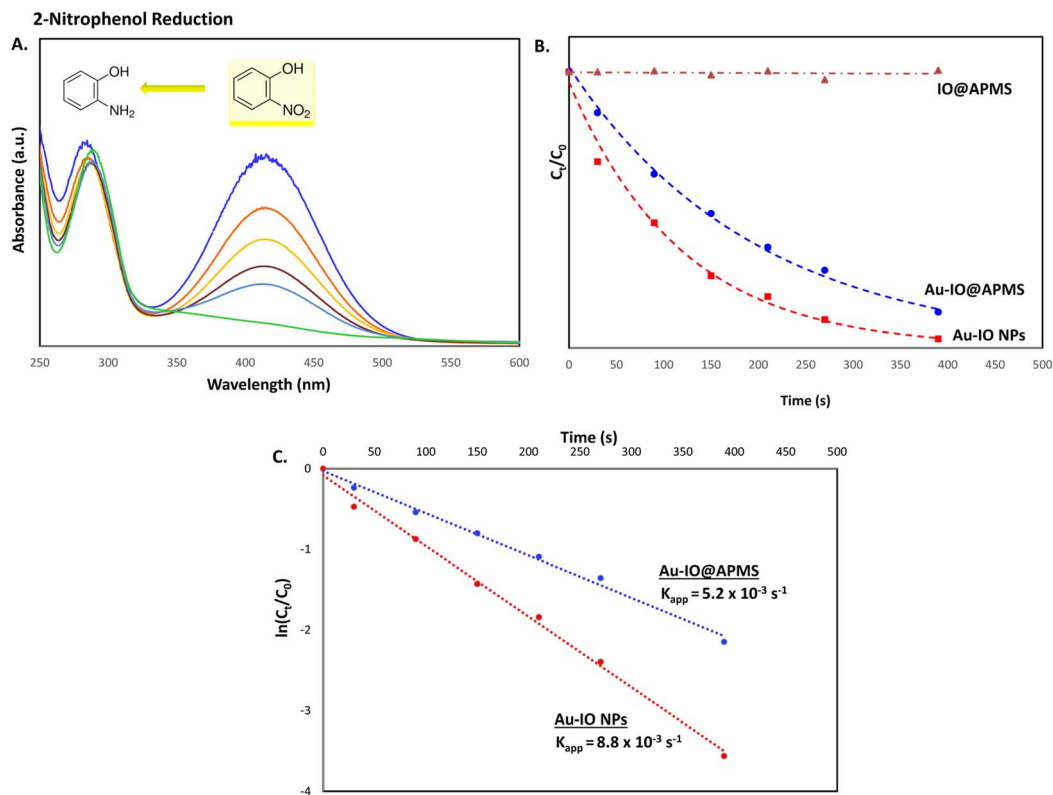 2-Nitrophenol Reduction
A.
OH
NH₂
OH
NO₂
Absorbance (a.u.)
250 300 350 400 450 500 550 600
Wavelength (nm)
B.
0 50 100 150 200 250 300 350 400 450 500
IO@APMS
Cₜ/C₀
Au-IO@APMS
Au-IO NPs
Time (s)
C.
Time (s)
0 50 100 150 200 250 300 350 400 450 500
0
-1
-2
-3
-4
ln(Cₜ/C₀)
Au-IO@APMS
Kₐₚₚ = 5.2 x 10⁻³ s⁻¹
Au-IO NPs
Kₐₚₚ = 8.8 x 10⁻³ s⁻¹